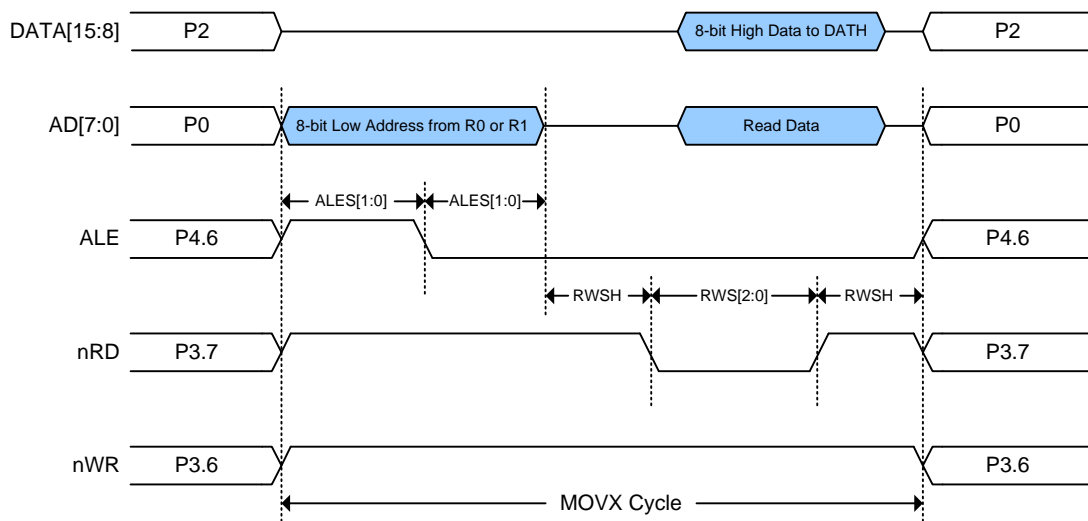 DATA[15:8] P2 8-bit High Data to DATH P2
AD[7:0] P0 8-bit Low Address from R0 or R1 Read Data P0
ALES[1:0] ALES[1:0]
ALE P4.6 P4.6
RWSH RWS[2:0] RWSH
nRD P3.7 P3.7
nWR P3.6 P3.6
MOVX Cycle